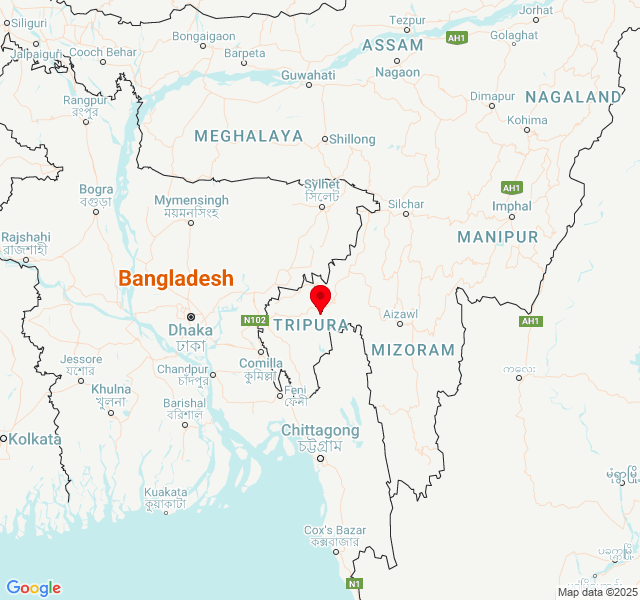 Siliguri
Jalpaiguri
Cooch Behar
Bongaigaon
Barpeta
Guwahati
Tezpur
ASSAM
AH1
Nagaon
Jorhat
Golaghat
Dimapur
NAGALAND
Kohima
Rangpur
রংপুর
MEGHALAYA
Shillong
Bogra
বগুড়া
Mymensingh
ময়মনসিংহ
Sylhet
সিলেট
Silchar
AH1
Imphal
MANIPUR
Rajshahi
রাজশাহী
Bangladesh
Dhaka
ঢাকা
N102
TRIPURA
Aizawl
MIZORAM
AH1
ကလေး
Jessore
যশোর
Chandpur
চাঁদপুর
Comilla
কুমিল্লা
Khulna
খুলনা
Barishal
বরিশাল
Feni
ফেনী
Kolkata
Chittagong
চট্টগ্রাম
Kuakata
কুয়াকাটা
Cox's Bazar
কক্সবাজার
N1
Google
Map data ©2025